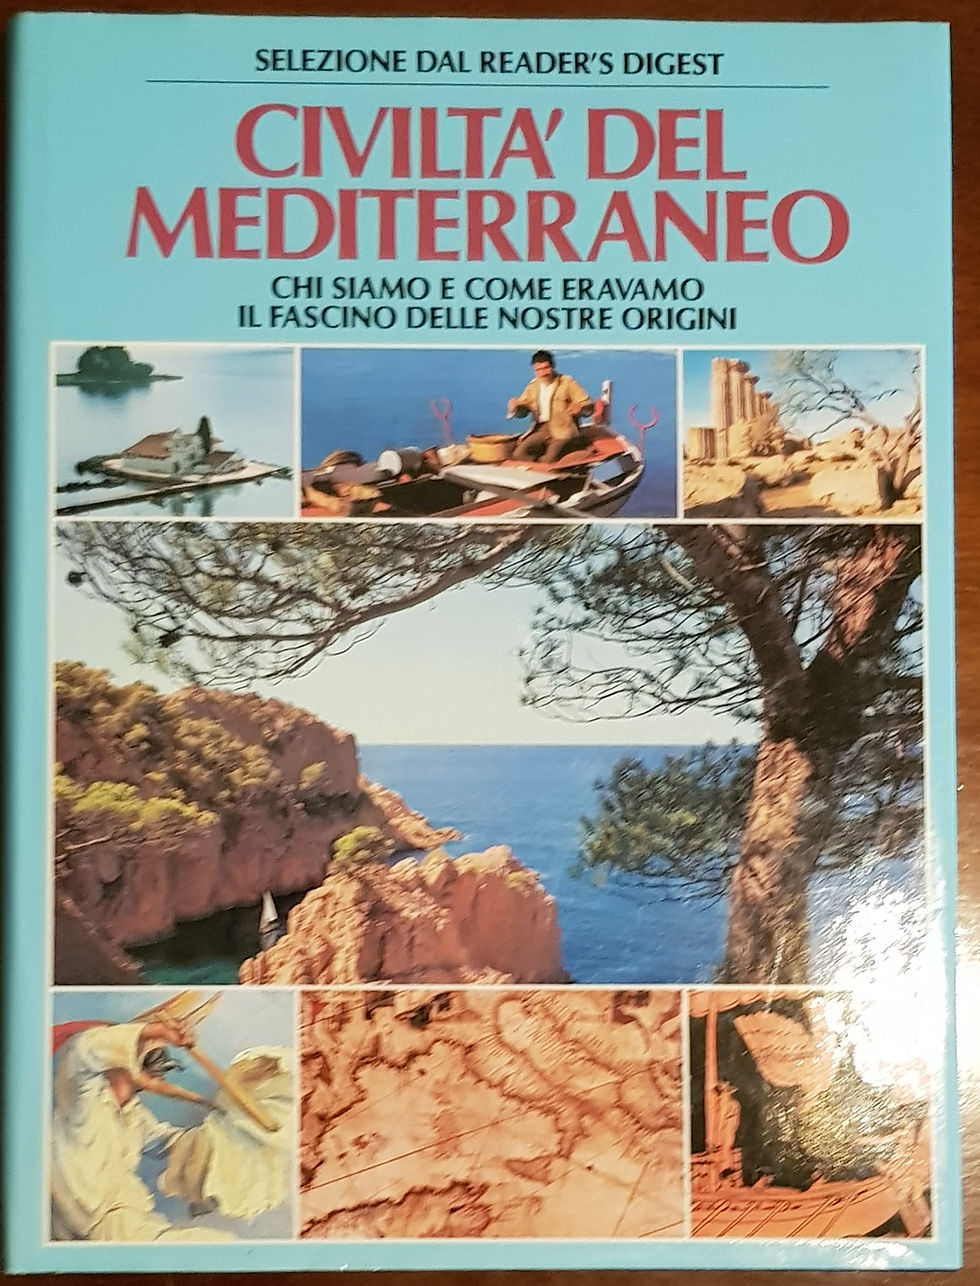 SELEZIONE DAL READER'S DIGEST
CIVILTA' DEL
MEDITERRANEO
CHI SIAMO E COME ERAVAMO
IL FASCINO DELLE NOSTRE ORIGINI